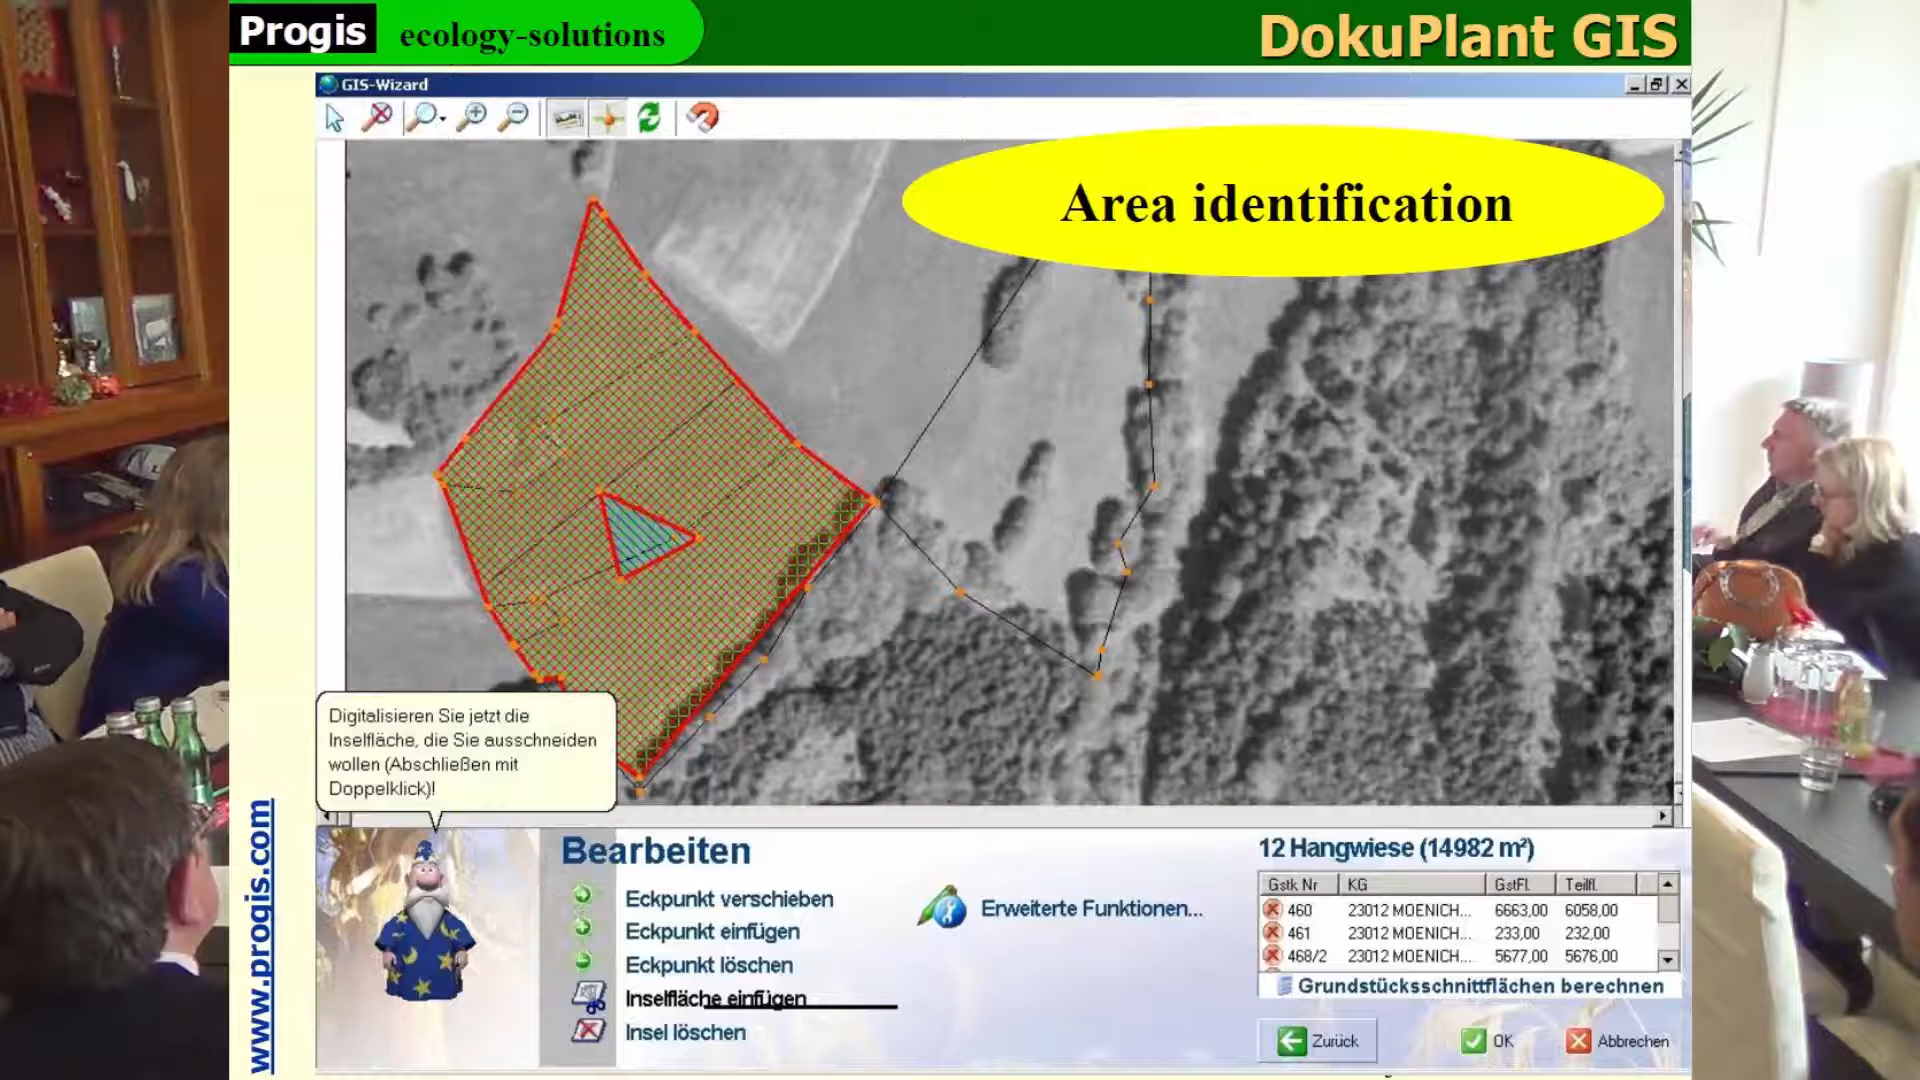 Progis
ecology-solutions
DokuPlant GIS
GIS-Wizard
Area identification
Digitalisieren Sie jetzt die
Inselfläche, die Sie ausschneiden
wollen (Abschließen mit
Doppelklick)!
www.progis.com
Bearbeiten
Eckpunkt verschieben
Eckpunkt einfügen
Eckpunkt löschen
Inselfläche einfügen
Insel löschen
Erweiterte Funktionen...
12 Hangwiese (14982 m²)
Gstk Nr KG GstFl. Teilfl.
460 23012 MOENICH... 6663,00 6058,00
461 23012 MOENICH... 233,00 232,00
468/2 23012 MOENICH... 5677,00 5676,00
Grundstücksschnittflächen berechnen
Zurück OK Abbrechen